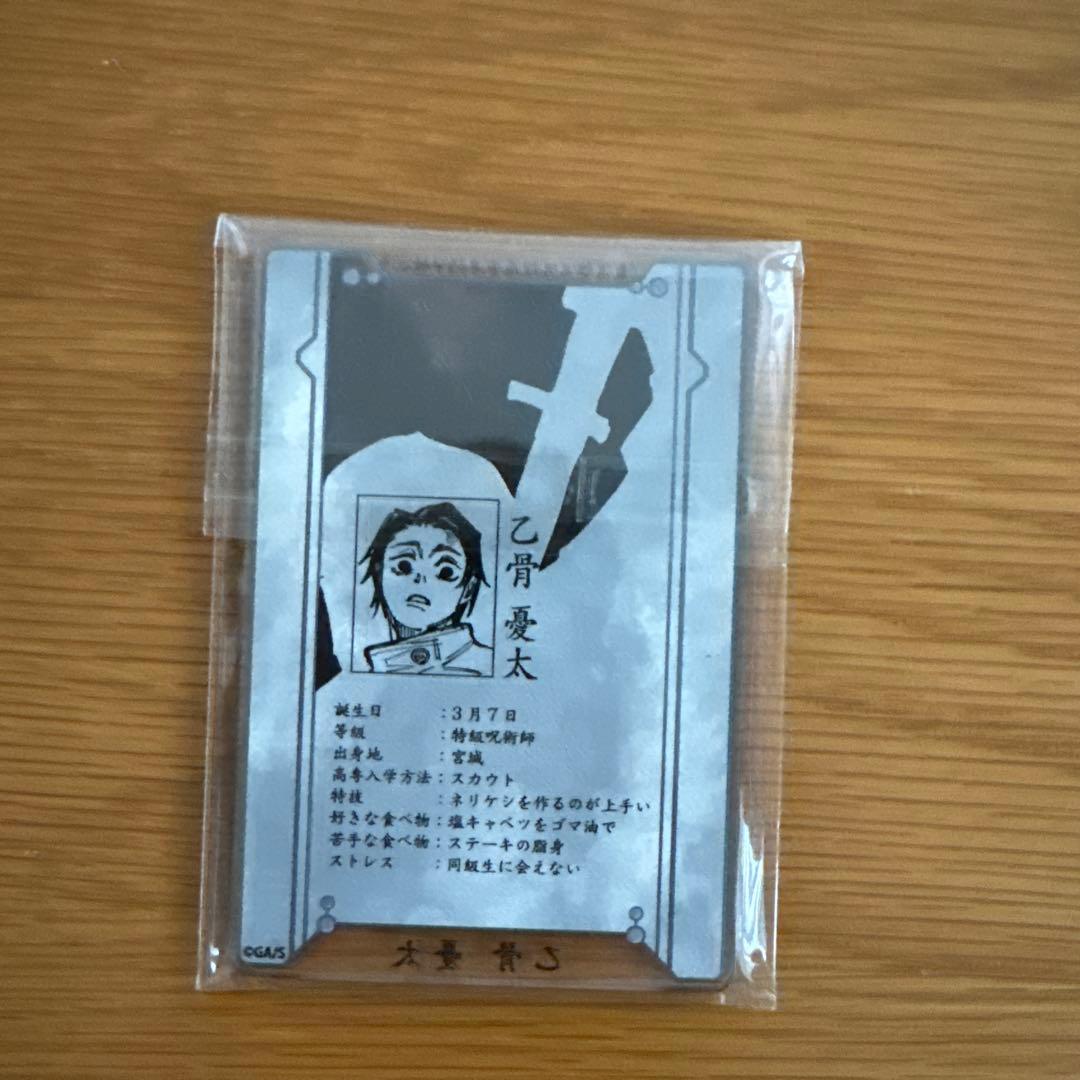 乙骨 憂太
誕生日 :3月7日
等級 :特級呪術師
出身地 :宮城
高専入学方法:スカウト
特技 :ネリケシを作るのが上手い
好きな食べ物:塩キャベツをゴマ油で
苦手な食べ物:ステーキの脂身
ストレス :同級生に会えない
©GA/S
乙骨 憂太